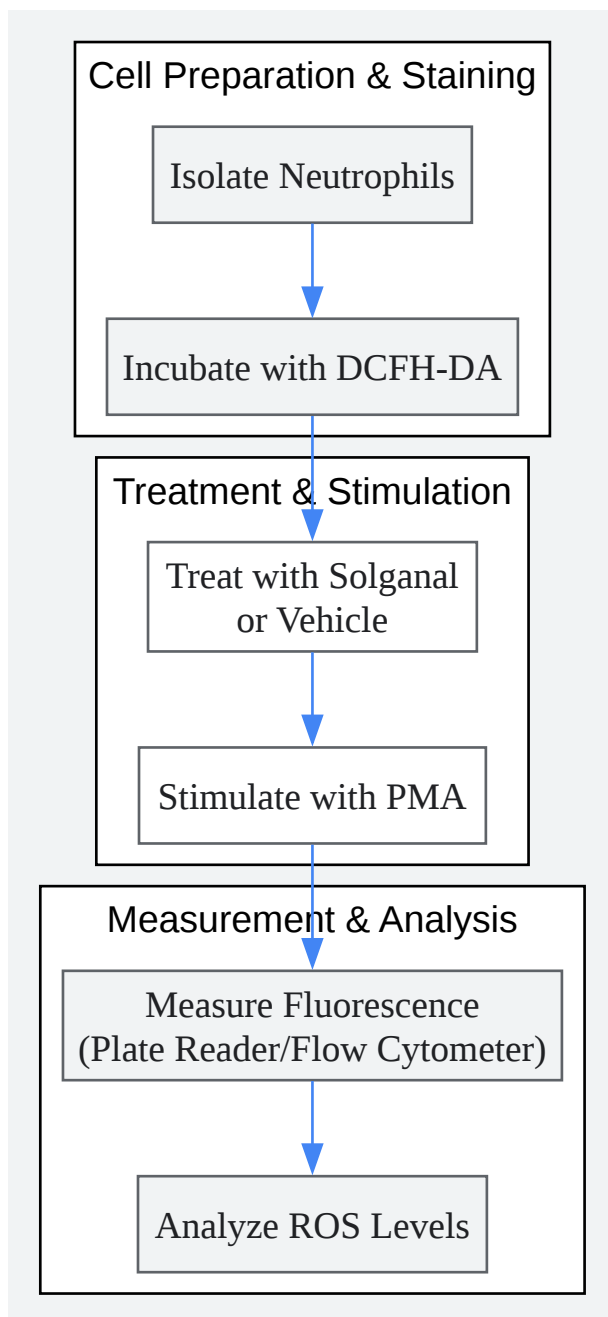 Cell Preparation & Staining
Isolate Neutrophils
Incubate with DCFH-DA
Treatment & Stimulation
Treat with Solganal
or Vehicle
Stimulate with PMA
Measurement & Analysis
Measure Fluorescence
(Plate Reader/Flow Cytometer)
Analyze ROS Levels